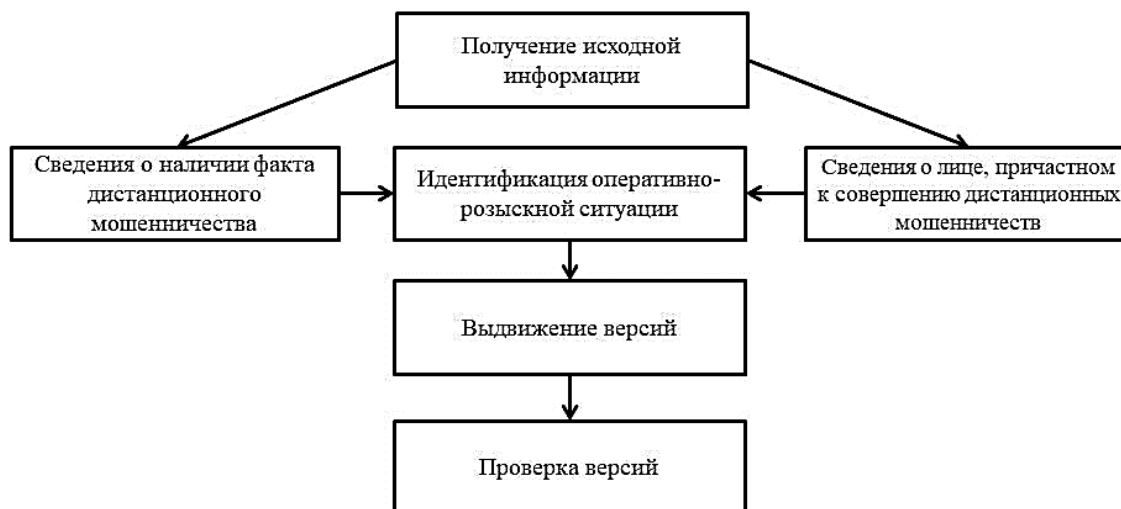 Получение исходной
информации
Сведения о наличии факта
дистанционного
мошенничества
Идентификация оперативно-
розыскной ситуации
Сведения о лице, причастном
к совершению дистанционных
мошенничеств
Выдвижение версий
Проверка версий